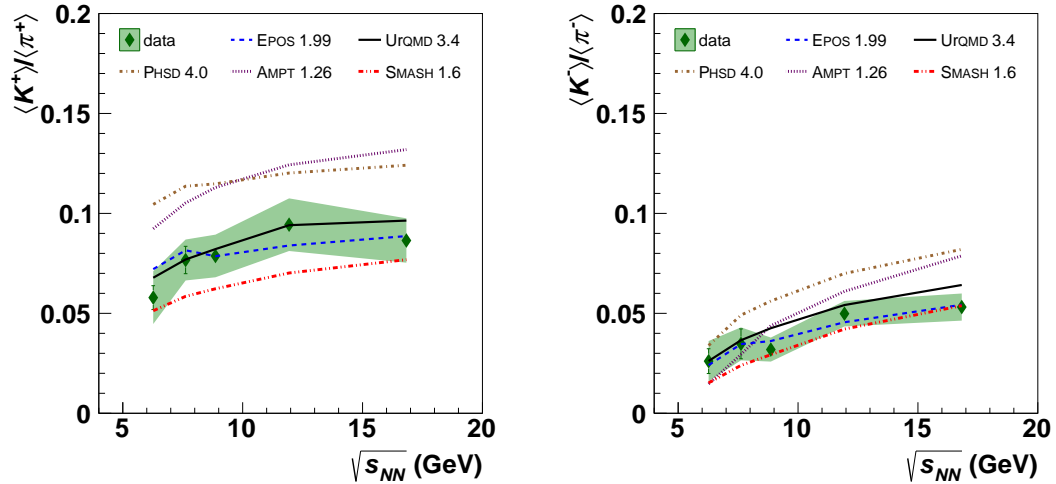 ⟨K⁺⟩/⟨π⁺⟩
0.2
0.15
0.1
0.05
0
data
EPOS 1.99
URQMD 3.4
PHSD 4.0
AMPT 1.26
SMASH 1.6
5 10 15 20
√s_NN (GeV)
⟨K⁻⟩/⟨π⁻⟩
0.2
0.15
0.1
0.05
0
data
EPOS 1.99
URQMD 3.4
PHSD 4.0
AMPT 1.26
SMASH 1.6
5 10 15 20
√s_NN (GeV)